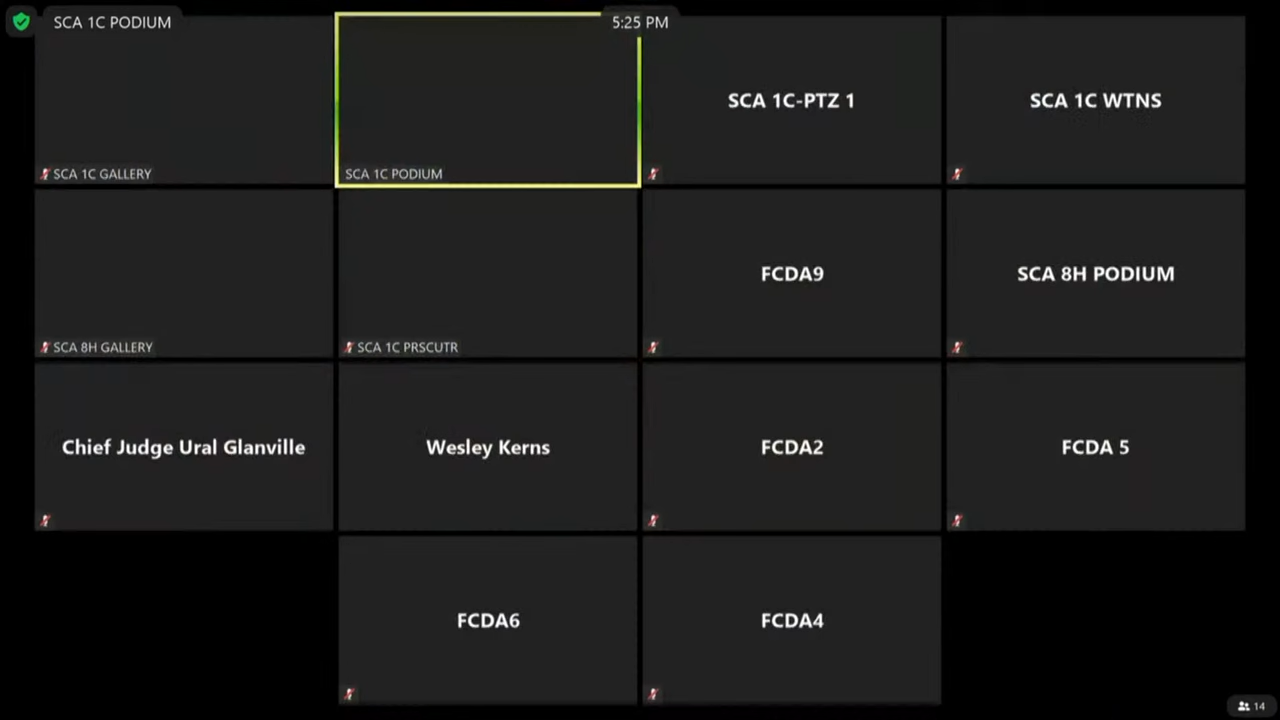 SCA 1C PODIUM
5:25 PM
SCA 1C GALLERY
SCA 1C PODIUM
SCA 1C-PTZ 1
SCA 1C WTNS
SCA 8H GALLERY
SCA 1C PRSCUTR
FCDA9
SCA 8H PODIUM
Chief Judge Ural Glanville
Wesley Kerns
FCDA2
FCDA 5
FCDA6
FCDA4
14